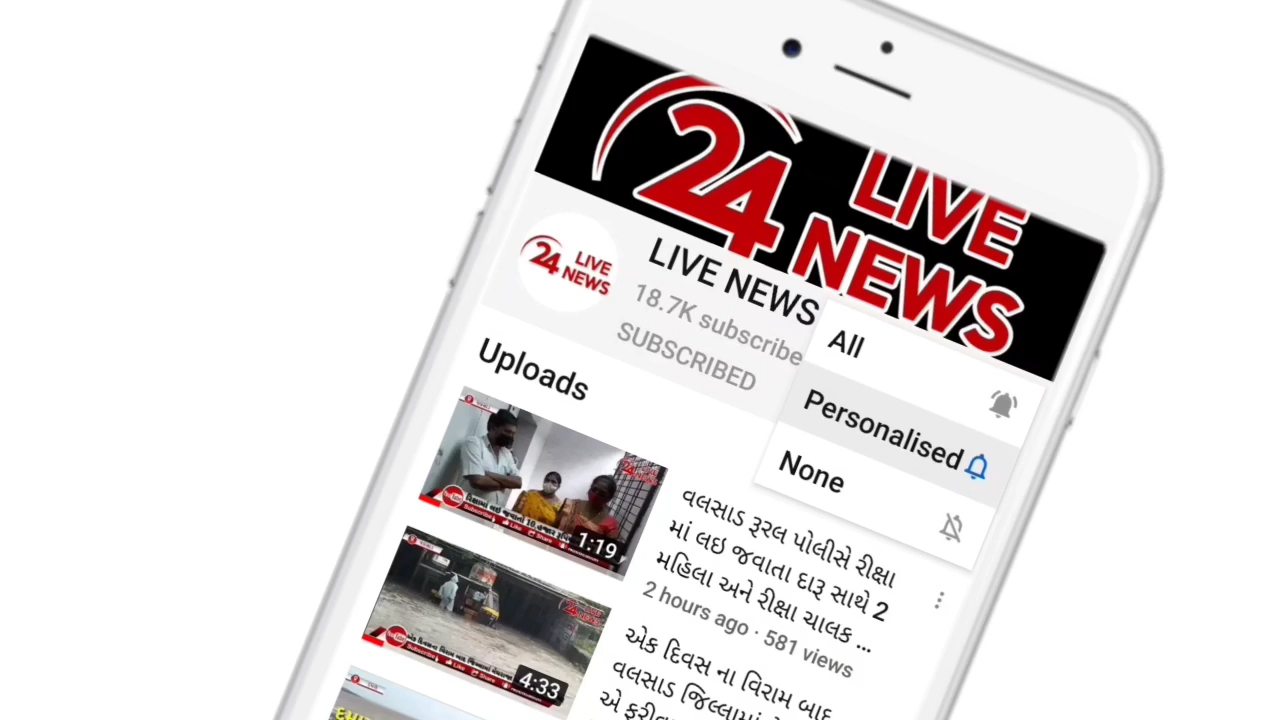 24 LIVE
NEWS
24 LIVE
NEWS
LIVE NEWS
18.7K subscribe
SUBSCRIBED
All
Personalised
None
Uploads
1:19
વલસાડ રૂરલ પોલીસે રીક્ષા
માં લઇ જવાતા દારૂ સાથે 2
મહિલા અને રીક્ષા ચાલક ...
2 hours ago · 581 views
4:33
એક દિવસ ના વિરામ બાદ
વલસાડ જિલ્લામાં
એ ફરીવા